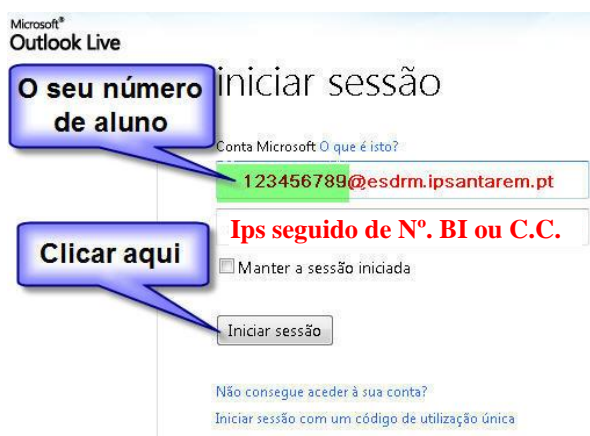 Microsoft®
Outlook Live
O seu número
de aluno
iniciar sessão
Conta Microsoft O que é isto?
123456789@esdrm.ipsantarem.pt
Ips seguido de Nº. BI ou C.C.
Clicar aqui
Manter a sessão iniciada
Iniciar sessão
Não consegue aceder à sua conta?
Iniciar sessão com um código de utilização única